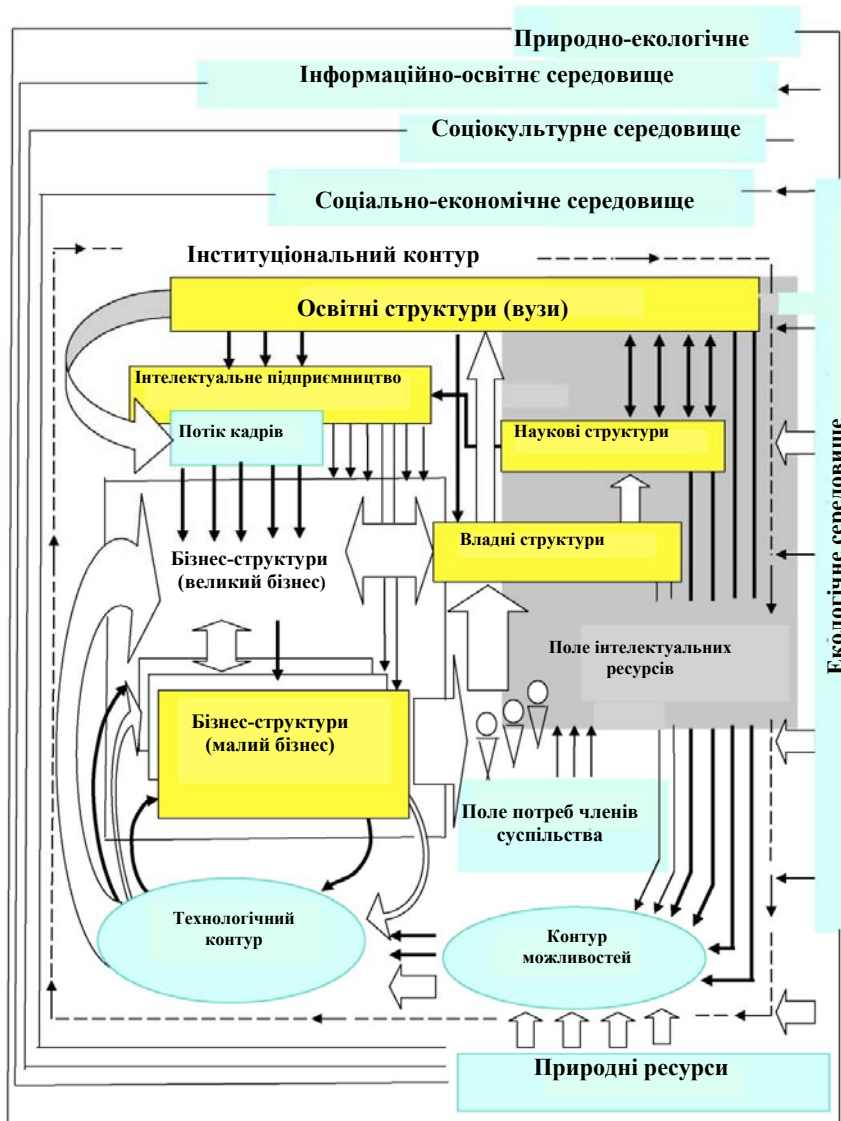 Природно-екологічне
Інформаційно-освітнє середовище
Соціокультурне середовище
Соціально-економічне середовище
Інституціональний контур
Освітні структури (вузи)
Інтелектуальне підприємництво
Потік кадрів
Наукові структури
Владні структури
Бізнес-структури
(великий бізнес)
Поле інтелектуальних
ресурсів
Бізнес-структури
(малий бізнес)
Поле потреб членів
суспільства
Технологічний
контур
Контур
можливостей
Природні ресурси
Екологічне середовище